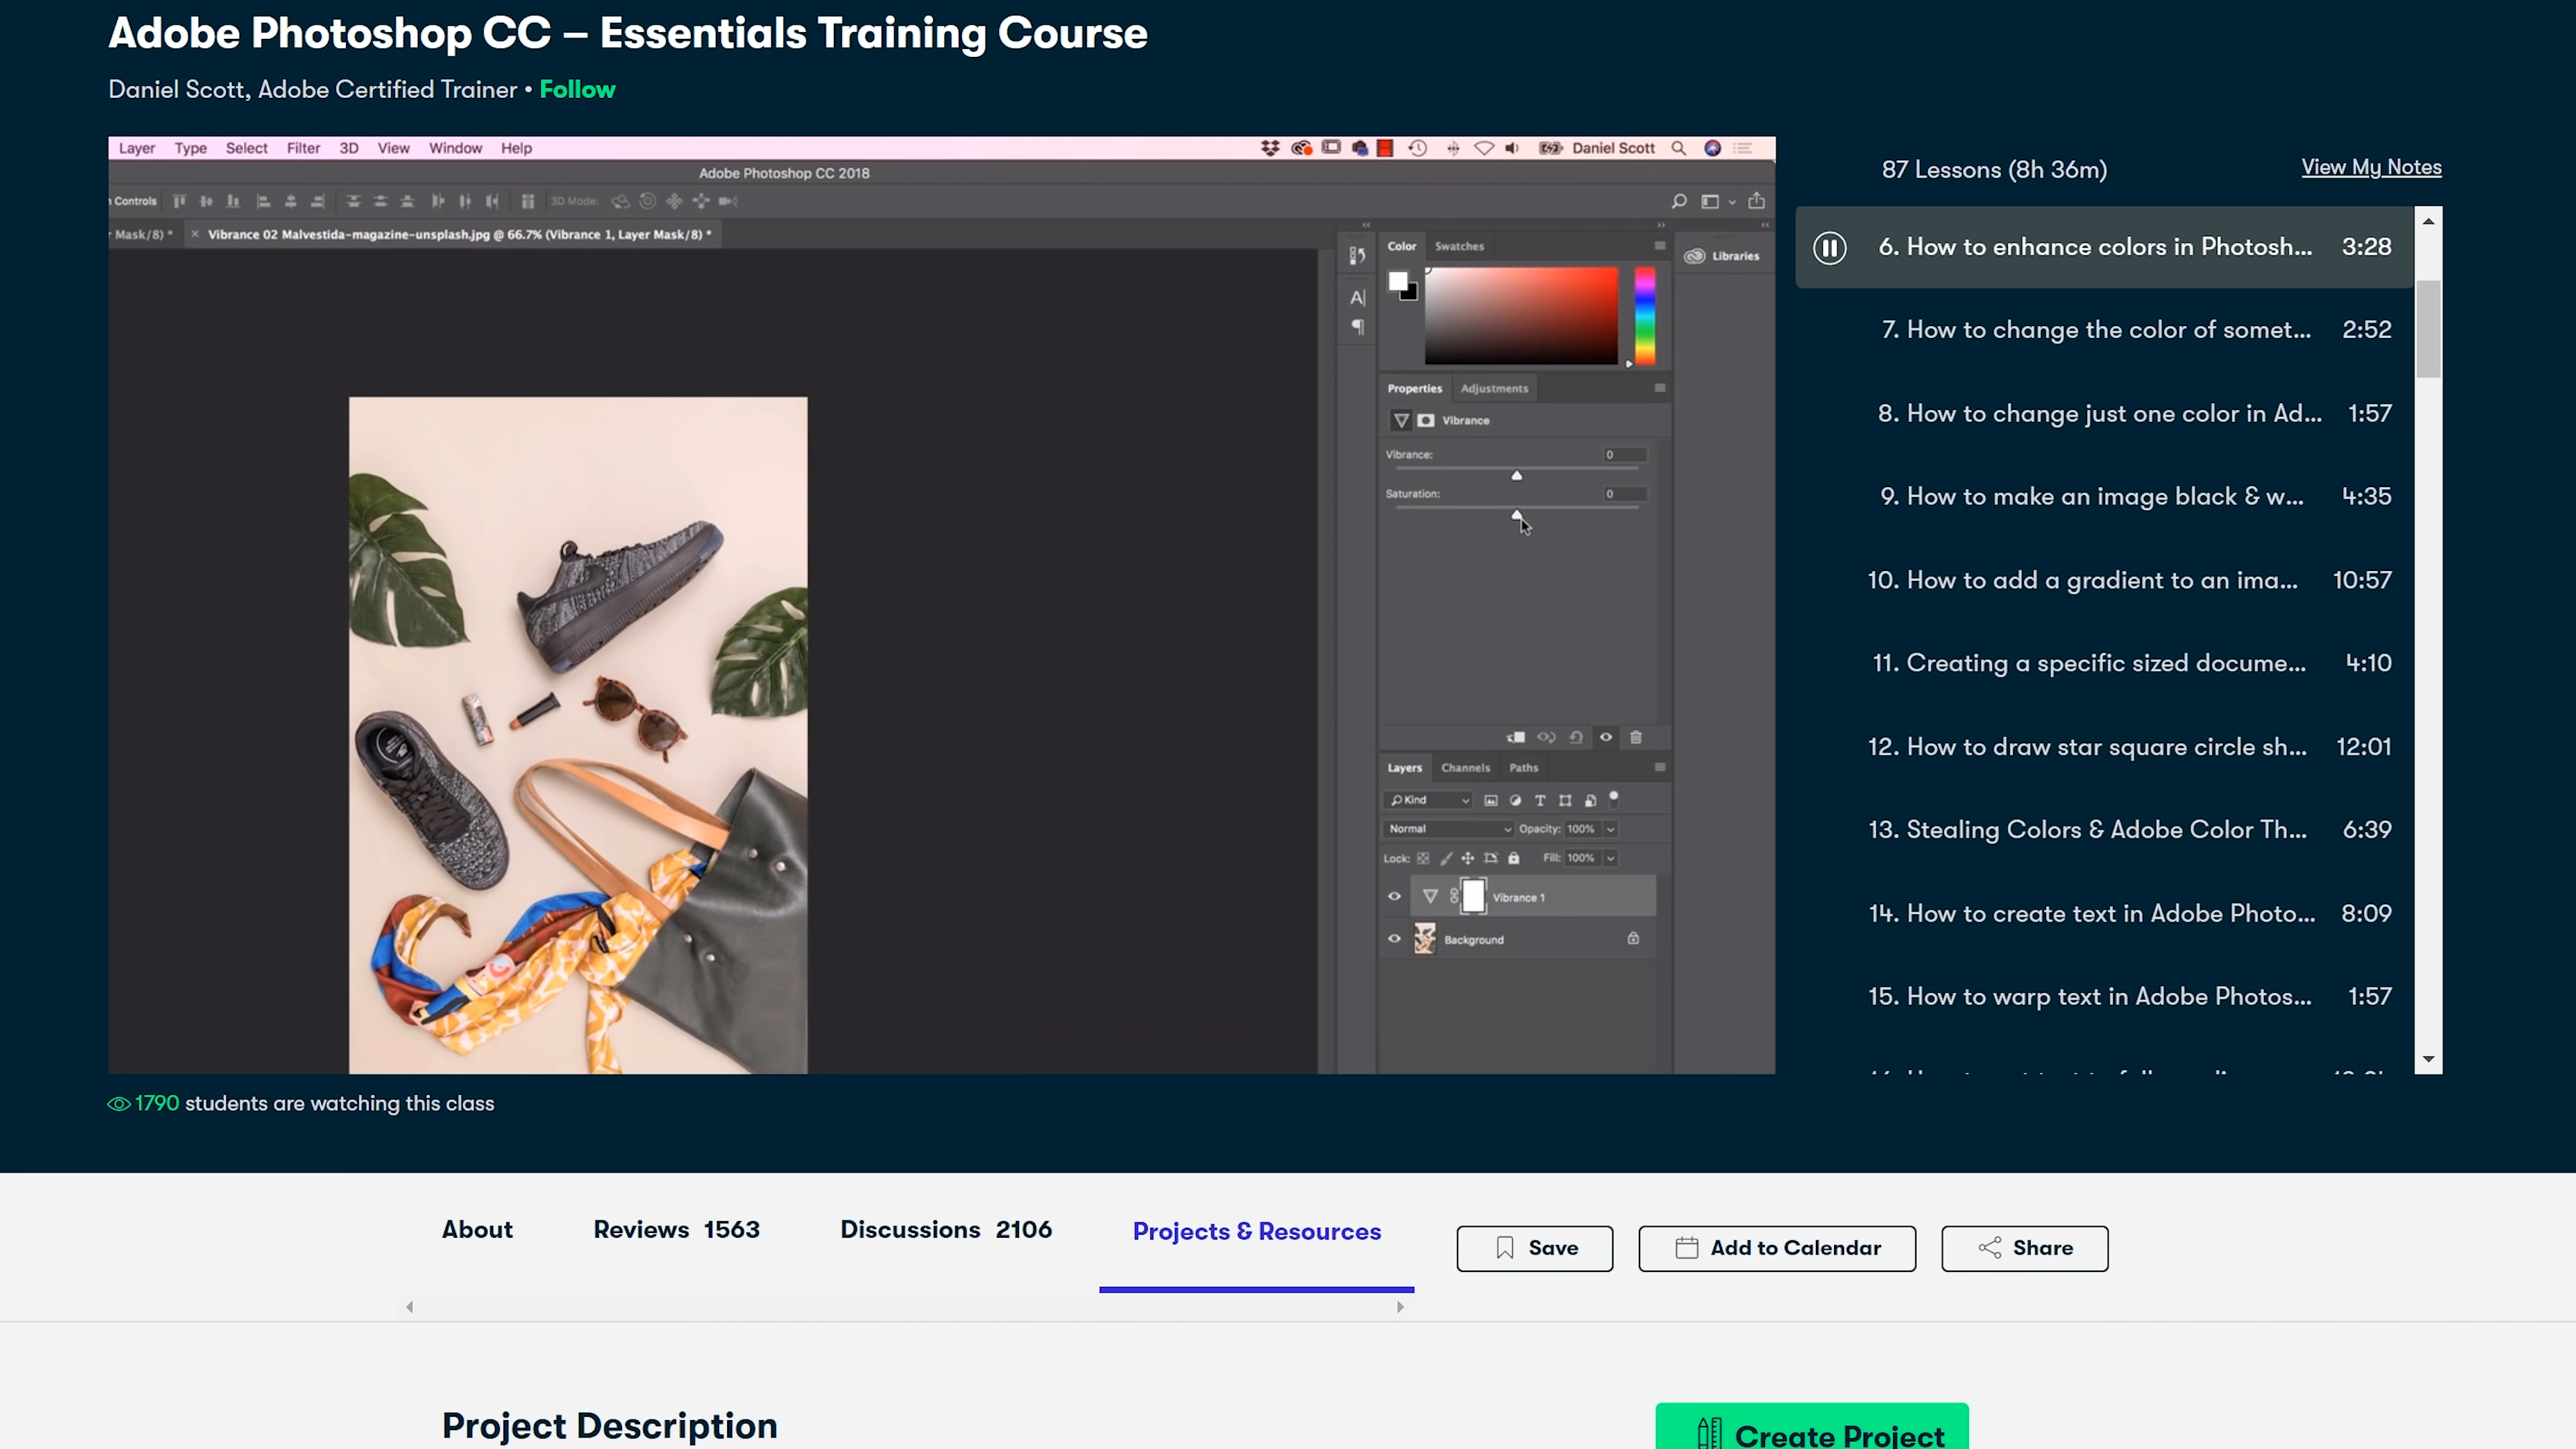 Adobe Photoshop CC – Essentials Training Course
Daniel Scott, Adobe Certified Trainer • Follow
Layer Type Select Filter 3D View Window Help Daniel Scott
Adobe Photoshop CC 2018
Controls 3D Mode:
Mask/8) * × Vibrance 02 Malvestida-magazine-unsplash.jpg @ 66.7% (Vibrance 1, Layer Mask/8) *
Color Swatches
Libraries
Properties Adjustments
Vibrance
Vibrance: 0
Saturation: 0
Layers Channels Paths
Kind
Normal Opacity: 100%
Lock: Fill: 100%
Vibrance 1
Background
87 Lessons (8h 36m) View My Notes
6. How to enhance colors in Photosh... 3:28
7. How to change the color of somet... 2:52
8. How to change just one color in Ad... 1:57
9. How to make an image black & w... 4:35
10. How to add a gradient to an ima... 10:57
11. Creating a specific sized docume... 4:10
12. How to draw star square circle sh... 12:01
13. Stealing Colors & Adobe Color Th... 6:39
14. How to create text in Adobe Photo... 8:09
15. How to warp text in Adobe Photos... 1:57
1790 students are watching this class
About Reviews 1563 Discussions 2106 Projects & Resources Save Add to Calendar Share
Project Description
Create Project